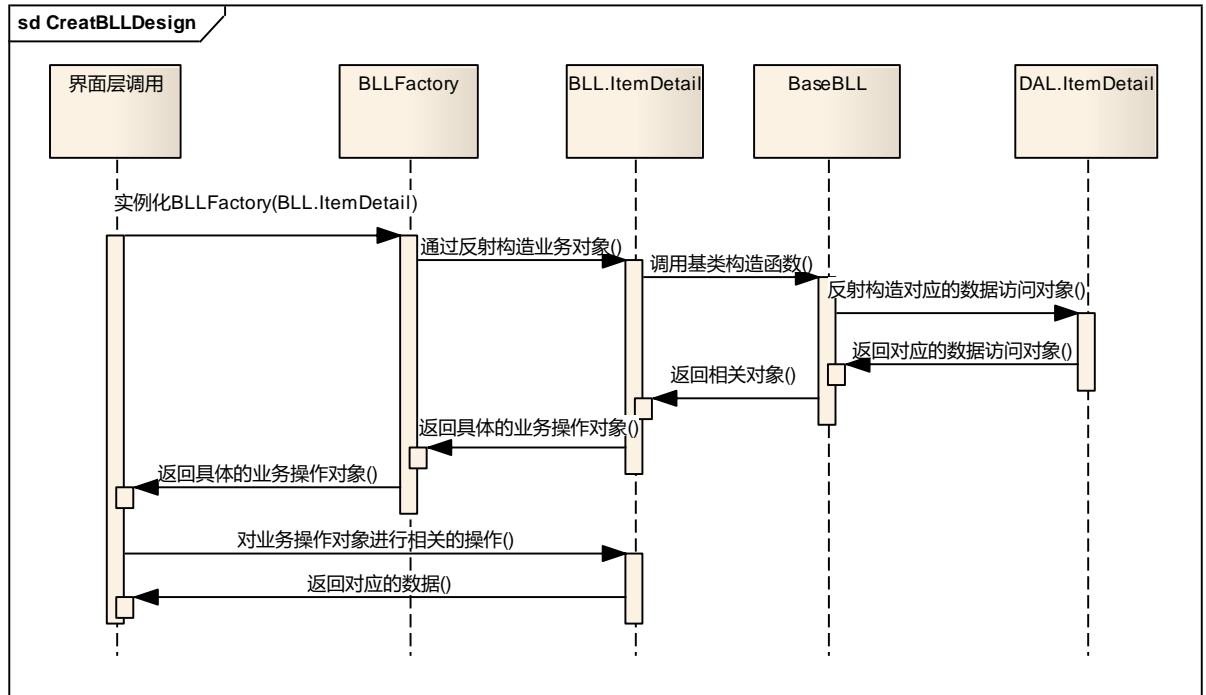 sd CreatBLLDesign
界面层调用
BLLFactory
BLL.ItemDetail
BaseBLL
DAL.ItemDetail
实例化BLLFactory(BLL.ItemDetail)
通过反射构造业务对象()
调用基类构造函数()
反射构造对应的数据访问对象()
返回对应的数据访问对象()
返回相关对象()
返回具体的业务操作对象()
返回具体的业务操作对象()
对业务操作对象进行相关的操作()
返回对应的数据()